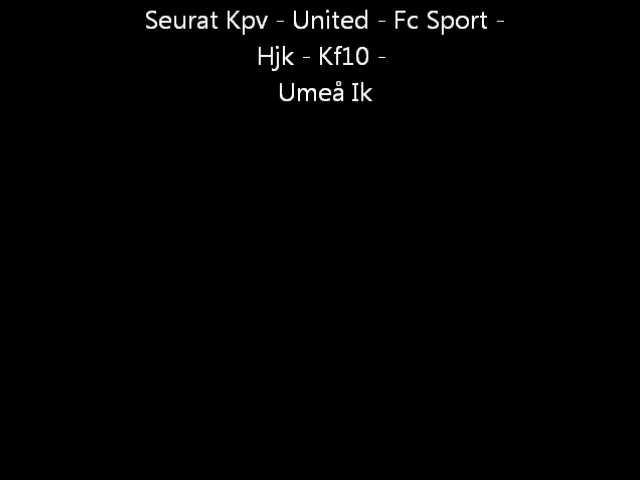 Seurat Kpv - United - Fc Sport -
Hjk - Kf10 -
Umeå Ik